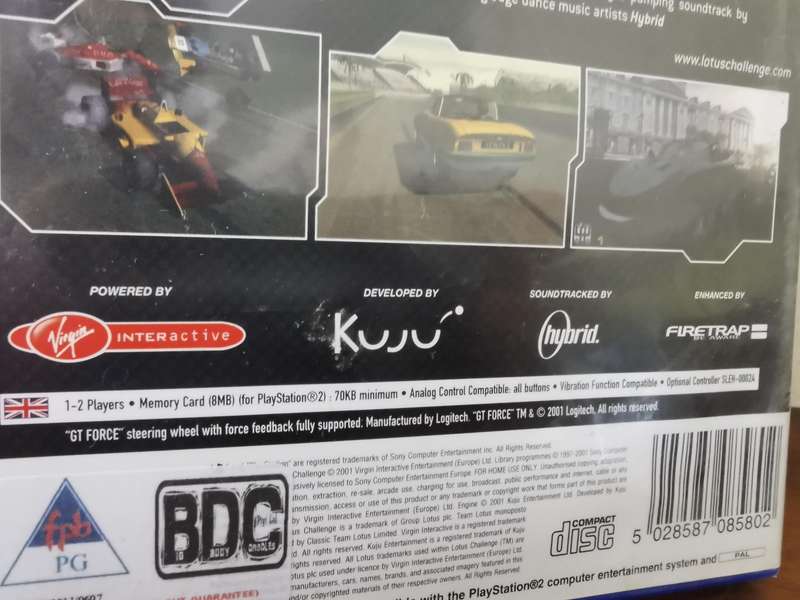 pumping soundtrack by
dance music artists Hybrid
www.lotuschallenge.com
POWERED BY
DEVELOPED BY
SOUNDTRACKED BY
ENHANCED BY
Virgin INTERactive
Kuju
hybrid.
FIRETRAP
BE AWARE
1-2 Players • Memory Card (8MB) (for PlayStation®2) : 70KB minimum • Analog Control Compatible: all buttons • Vibration Function Compatible • Optional Controller SLEH-00024
"GT FORCE" steering wheel with force feedback fully supported. Manufactured by Logitech. "GT FORCE" TM & © 2001 Logitech. All rights reserved.
are registered trademarks of Sony Computer Entertainment Inc. All Rights Reserved.
Challenge © 2001 Virgin Interactive Entertainment (Europe) Ltd. Library programmes © 1997-2001 Sony Computer
licensed to Sony Computer Entertainment Europe. FOR HOME USE ONLY. Unauthorised copying, adaptation,
extraction, re-sale, arcade use, charging for use, broadcast, public performance and internet, cable or any
access or use of this product or any trademark or copyright work that forms part of this product are
by Virgin Interactive Entertainment (Europe) Ltd. Engine © 2001 Kuju Entertainment Ltd. Developed by Kuju
Challenge is a trademark of Group Lotus plc. Team Lotus monosto
by Classic Team Lotus Limited. Virgin Interactive is a registered trademark
d. All rights reserved. Kuju Entertainment is a registered trademark of Kuju
rights reserved. All Lotus trademarks used within Lotus Challenge (TM) are
plc used under licence by Virgin Interactive Entertainment (Europe) Ltd.
manufacturers, cars, names, brands, and associated imagery featured in this
and/or copyrighted materials of their respective owners. All Rights Reserved.
with the PlayStation®2 computer entertainment system and PAL
fpb
PG
BDC
BODY
GUARANTEE)
COMPACT
disc
5 028587 085802